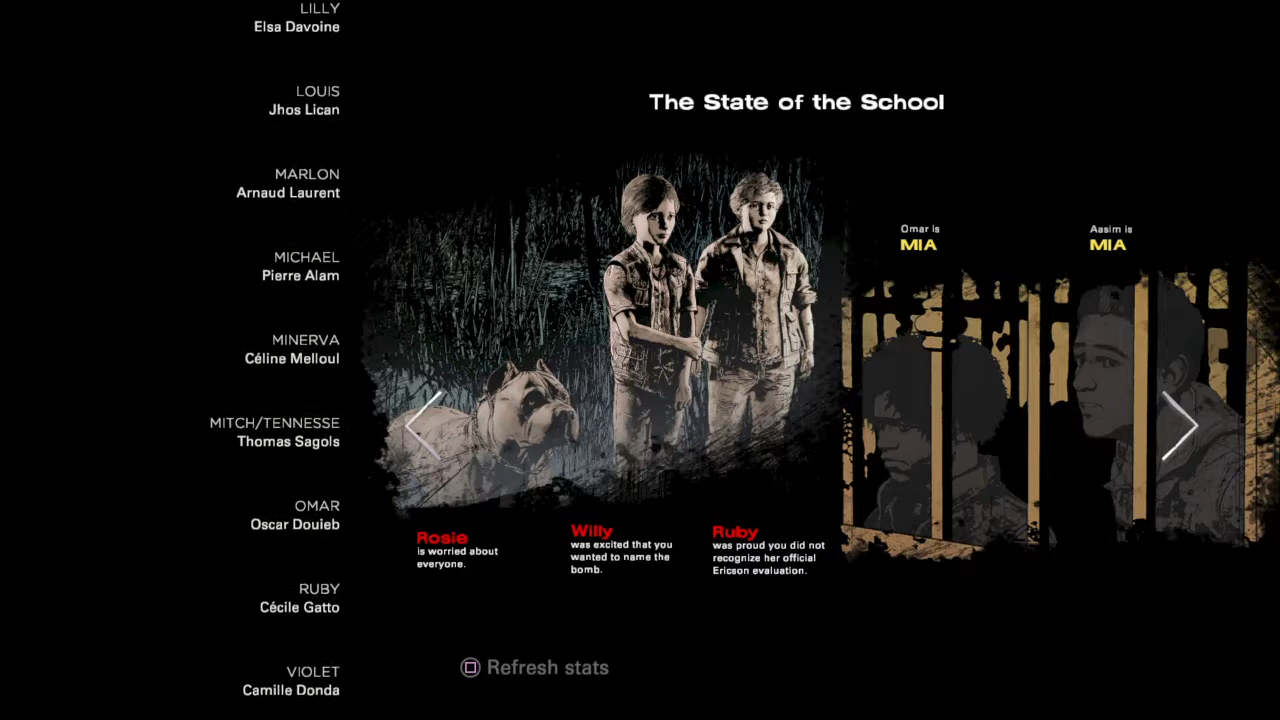 LILLY
Elsa Davoine
LOUIS
Jhos Lican
MARLON
Arnaud Laurent
MICHAEL
Pierre Alam
MINERVA
Céline Melloul
MITCH/TENNESSE
Thomas Sagols
OMAR
Oscar Douieb
RUBY
Cécile Gatto
VIOLET
Camille Donda
The State of the School
Omar is
MIA
Aasim is
MIA
Rosie
is worried about
everyone.
Willy
was excited that you
wanted to name the
bomb.
Ruby
was proud you did not
recognize her official
Ericson evaluation.
Refresh stats